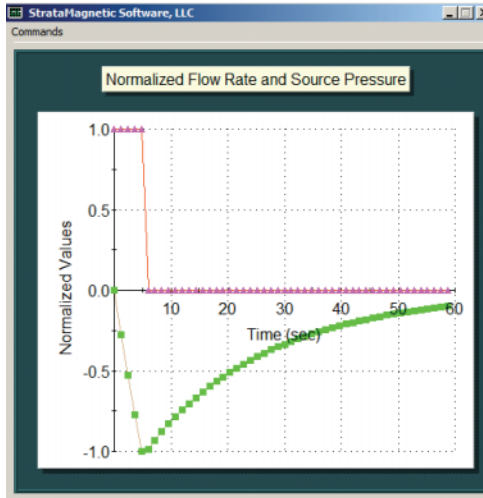 StrataMagnetic Software, LLC
Commands
Normalized Flow Rate and Source Pressure
1.0
0.5
0.0
-0.5
-1.0
Normalized Values
10 20 30 40 50 60
Time (sec)